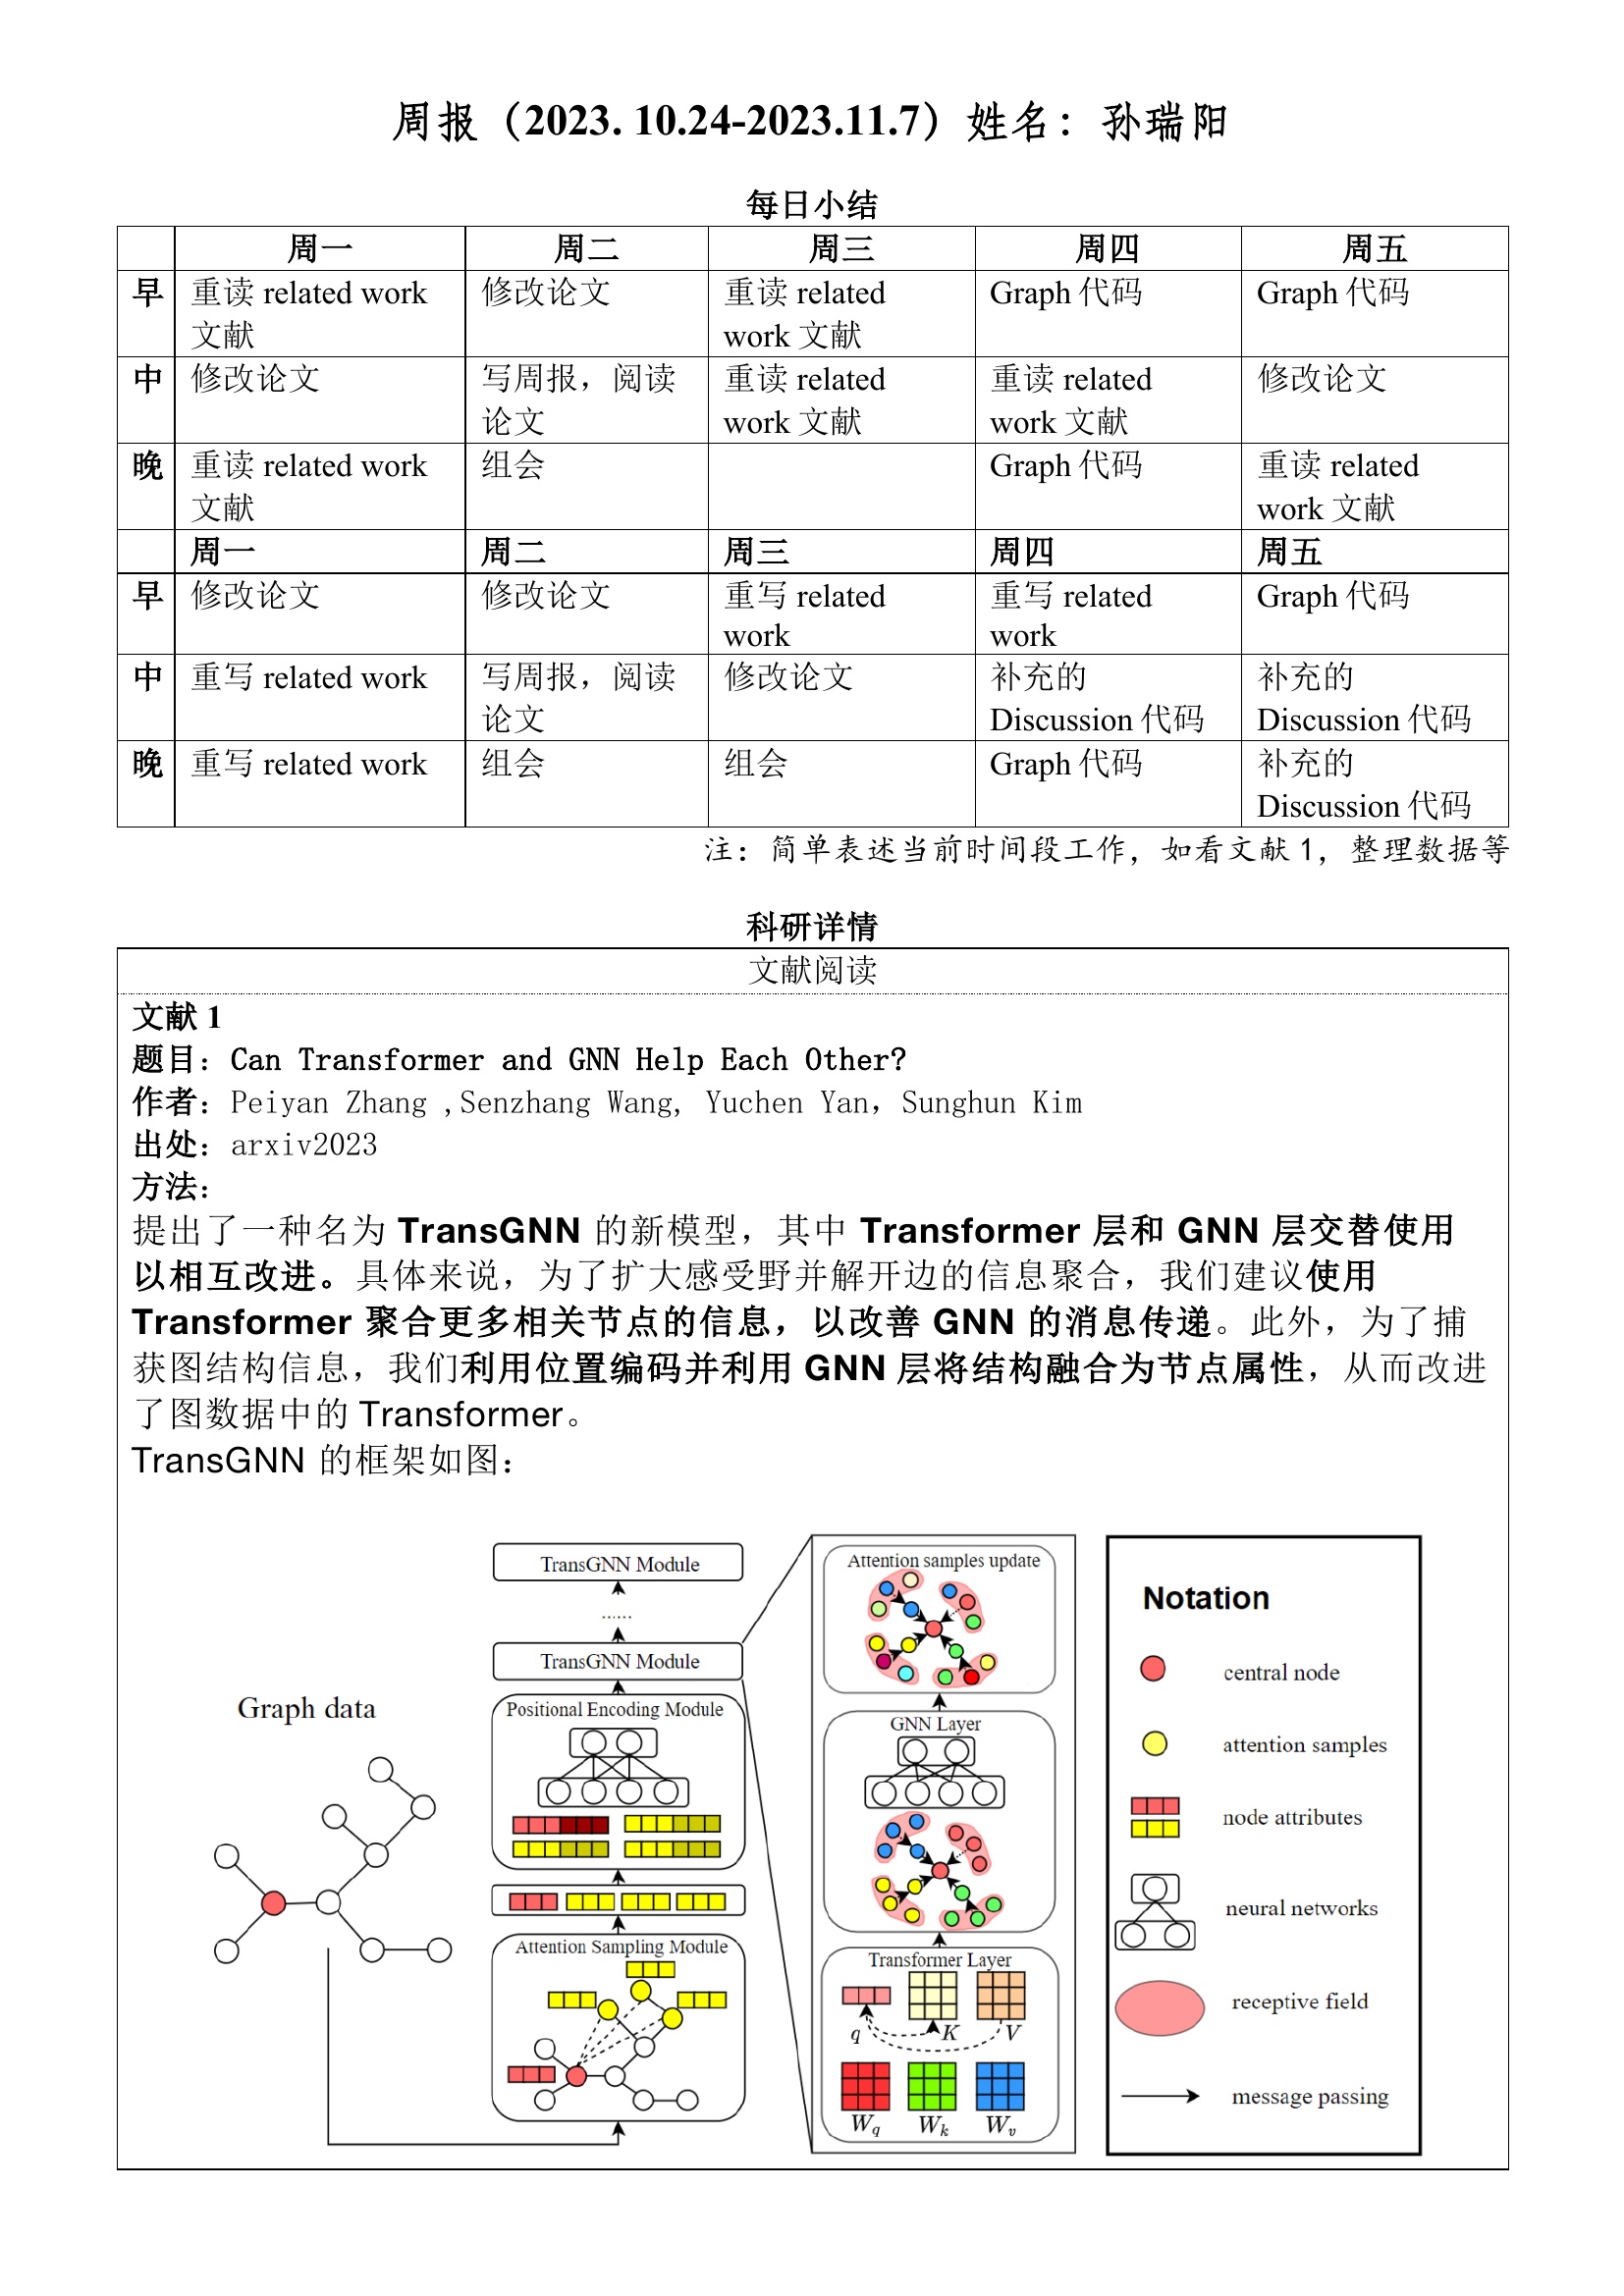 周报（2023. 10.24-2023.11.7）姓名：孙瑞阳
每日小结
周一 周二 周三 周四 周五
早 重读 related work 文献 修改论文 重读 related work 文献 Graph 代码 Graph 代码
中 修改论文 写周报，阅读论文 重读 related work 文献 重读 related work 文献 修改论文
晚 重读 related work 文献 组会 Graph 代码 重读 related work 文献
周一 周二 周三 周四 周五
早 修改论文 修改论文 重写 related work 重写 related work Graph 代码
中 重写 related work 写周报，阅读论文 修改论文 补充的 Discussion 代码 补充的 Discussion 代码
晚 重写 related work 组会 组会 Graph 代码 补充的 Discussion 代码
注：简单表述当前时间段工作，如看文献 1，整理数据等
科研详情
文献阅读
文献 1
题目：Can Transformer and GNN Help Each Other?
作者：Peiyan Zhang ,Senzhang Wang, Yuchen Yan，Sunghun Kim
出处：arxiv2023
方法：
提出了一种名为 TransGNN 的新模型，其中 Transformer 层和 GNN 层交替使用
以相互改进。具体来说，为了扩大感受野并解开边的信息聚合，我们建议使用
Transformer 聚合更多相关节点的信息，以改善 GNN 的消息传递。此外，为了捕
获图结构信息，我们利用位置编码并利用 GNN 层将结构融合为节点属性，从而改进
了图数据中的 Transformer。
TransGNN 的框架如图：
Graph data
TransGNN Module
......
TransGNN Module
Positional Encoding Module
Attention Sampling Module
Attention samples update
GNN Layer
Transformer Layer
q K V
Wq Wk Wv
Notation
central node
attention samples
node attributes
neural networks
receptive field
message passing